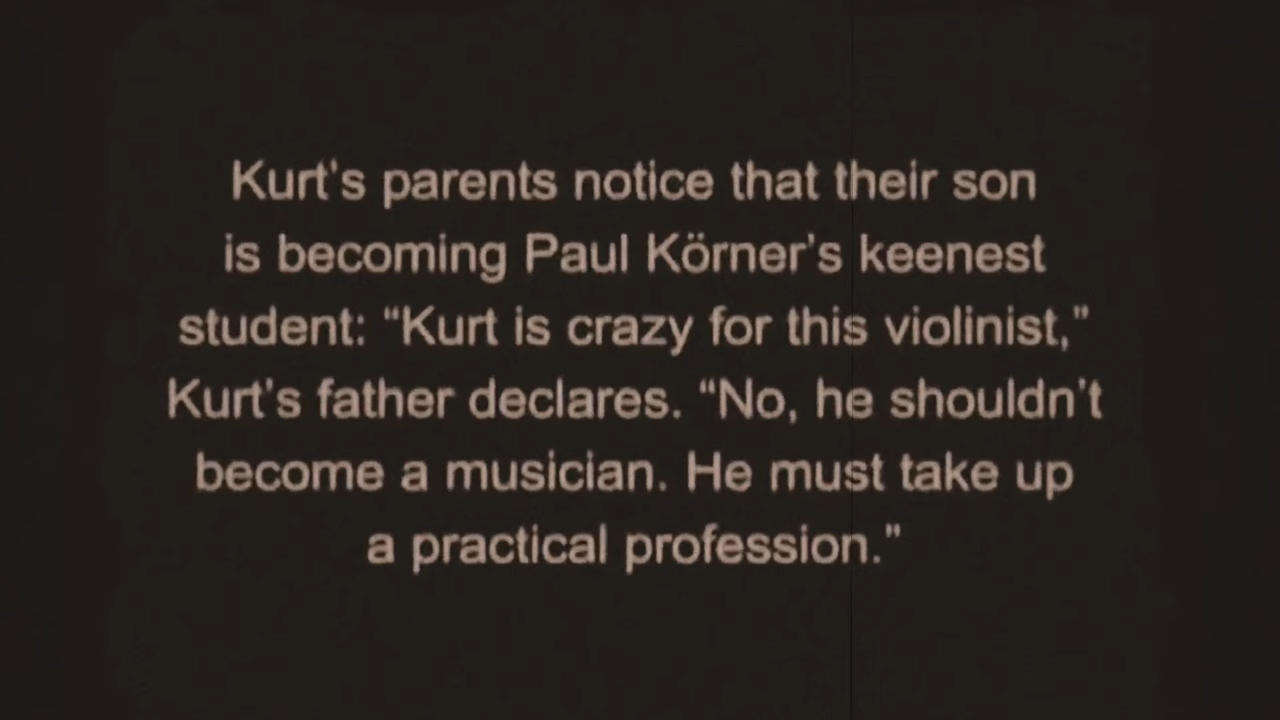 Kurt's parents notice that their son
is becoming Paul Körner's keenest
student: “Kurt is crazy for this violinist,”
Kurt's father declares. “No, he shouldn't
become a musician. He must take up
a practical profession.”